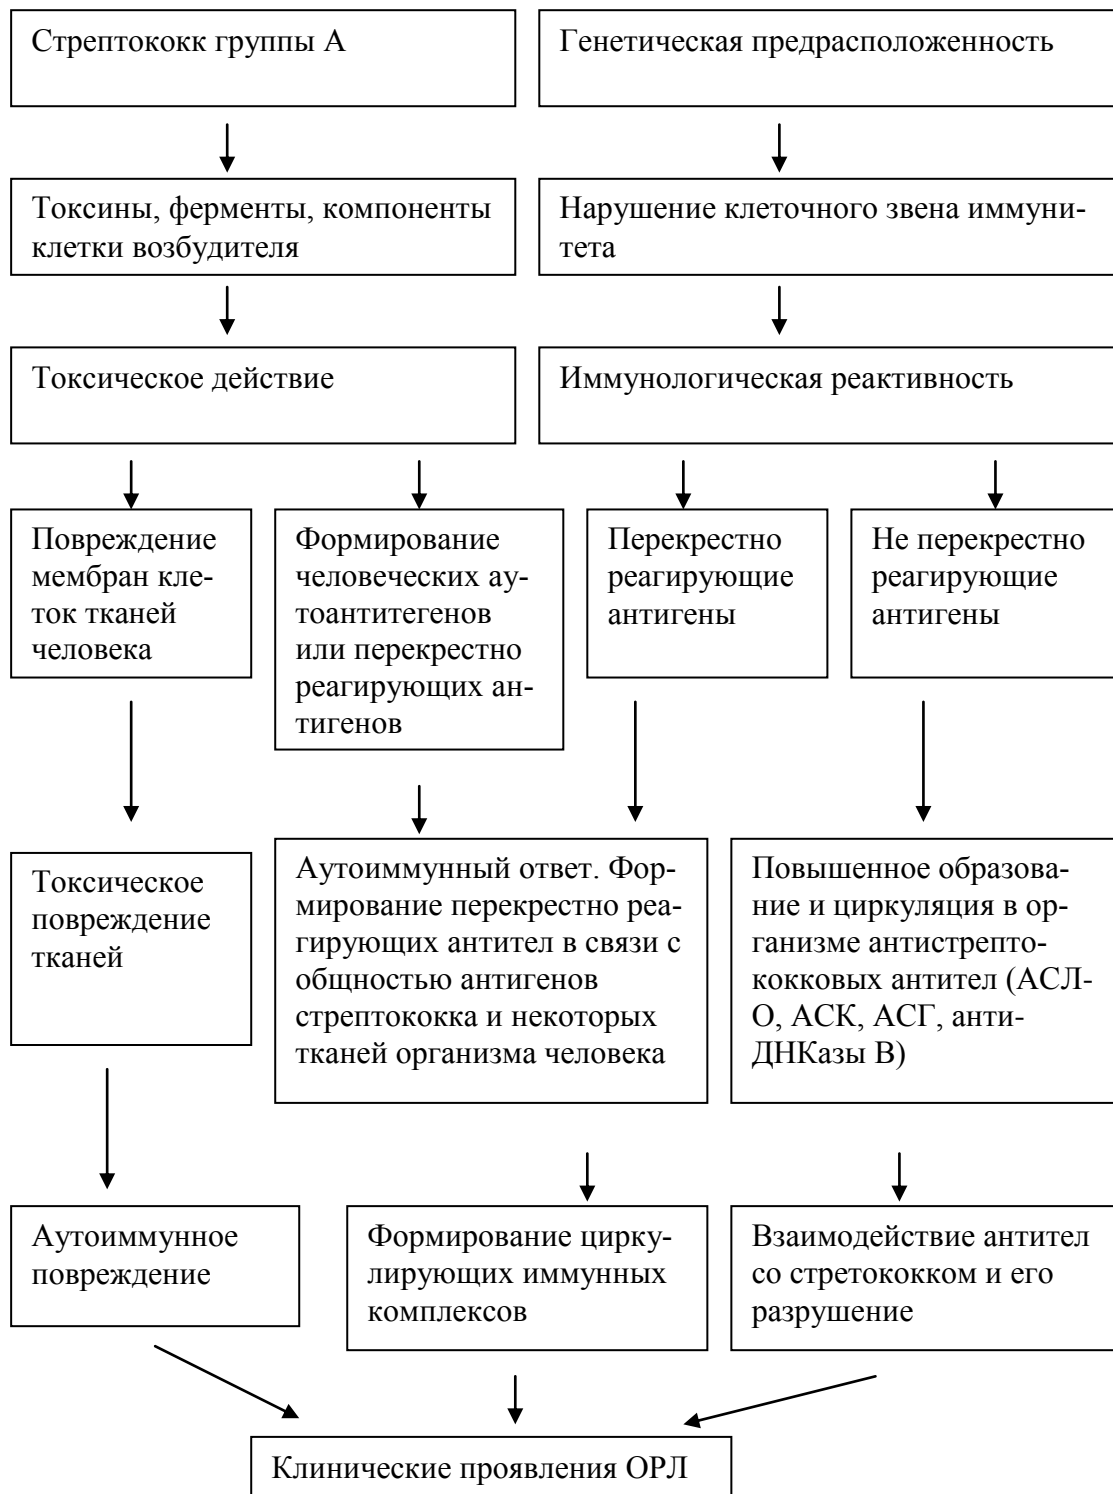 Стрептококк группы А
Генетическая предрасположенность
Токсины, ферменты, компоненты
клетки возбудителя
Нарушение клеточного звена иммуни-
тета
Токсическое действие
Иммунологическая реактивность
Повреждение
мембран кле-
ток тканей
человека
Формирование
человеческих ау-
тоантитегенов
или перекрестно
реагирующих ан-
тигенов
Перекрестно
реагирующие
антигены
Не перекрестно
реагирующие
антигены
Токсическое
повреждение
тканей
Аутоиммунный ответ. Фор-
мирование перекрестно реа-
гирующих антител в связи с
общностью антигенов
стрептококка и некоторых
тканей организма человека
Повышенное образова-
ние и циркуляция в ор-
ганизме антистрепто-
кокковых антител (АСЛ-
О, АСК, АСГ, анти-
ДНКазы В)
Аутоиммунное
повреждение
Формирование цирку-
лирующих иммунных
комплексов
Взаимодействие антител
со стретококком и его
разрушение
Клинические проявления ОРЛ